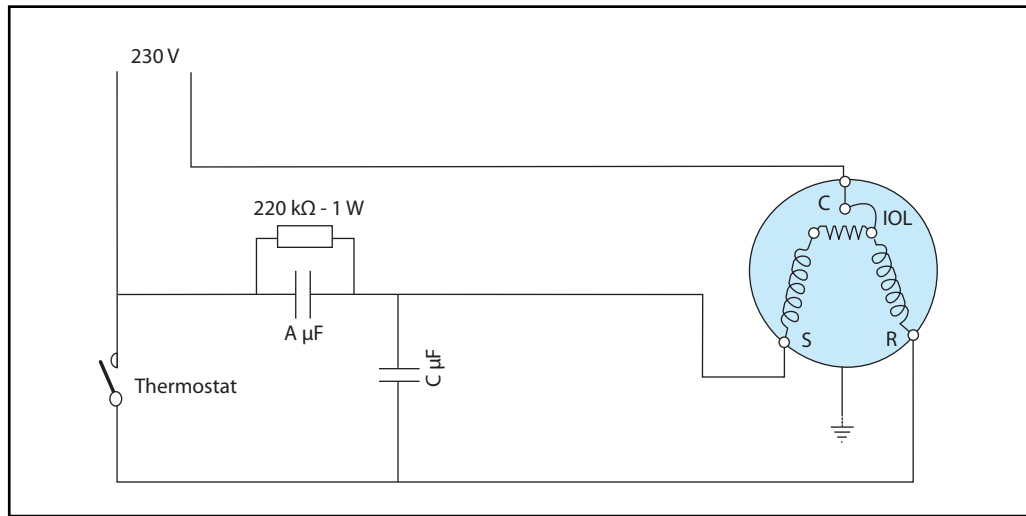 230 V
220 kΩ - 1 W
C
IOL
A µF
S
R
C µF
Thermostat